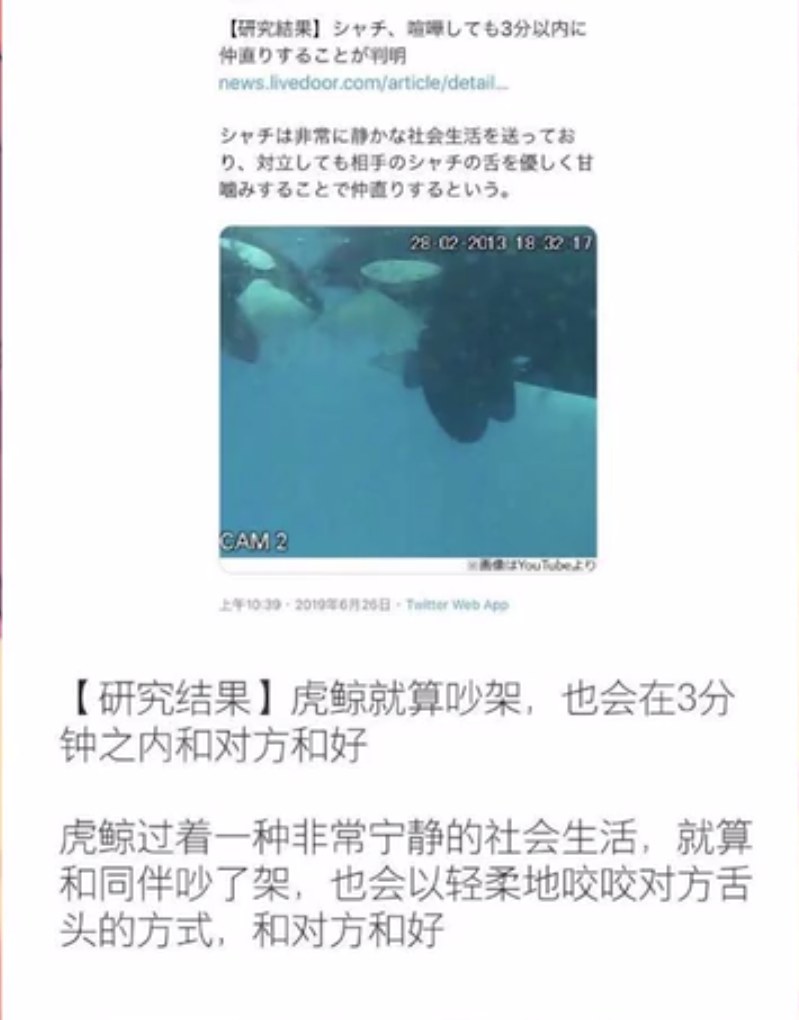 【研究結果】シャチ、喧嘩しても3分以内に
仲直りすることが判明
news.livedoor.com/article/detail...
シャチは非常に静かな社会生活を送ってお
り、対立しても相手のシャチの舌を優しく甘
噛みすることで仲直りするという。
28-02-2013 18:32:17
CAM 2
※画像はYouTubeより
上午10:39 · 2019年6月26日 · Twitter Web App
【研究结果】虎鲸就算吵架，也会在3分
钟之内和对方和好
虎鲸过着一种非常宁静的社会生活，就算
和同伴吵了架，也会以轻柔地咬咬对方舌
头的方式，和对方和好